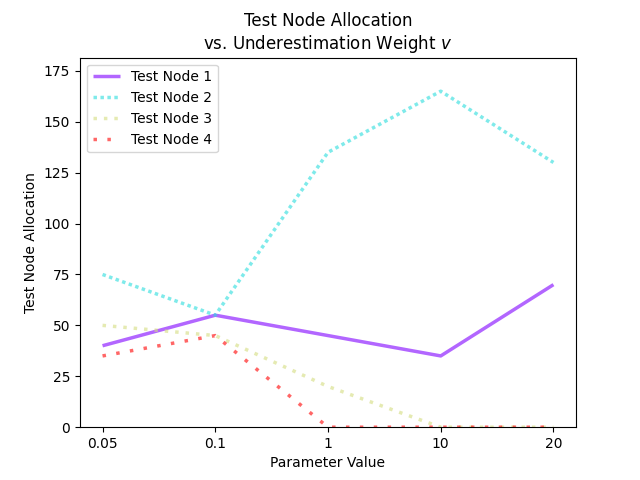 Test Node Allocation
vs. Underestimation Weight v
Test Node 1
Test Node 2
Test Node 3
Test Node 4
175
150
125
100
75
50
25
0
Test Node Allocation
0.05 0.1 1 10 20
Parameter Value